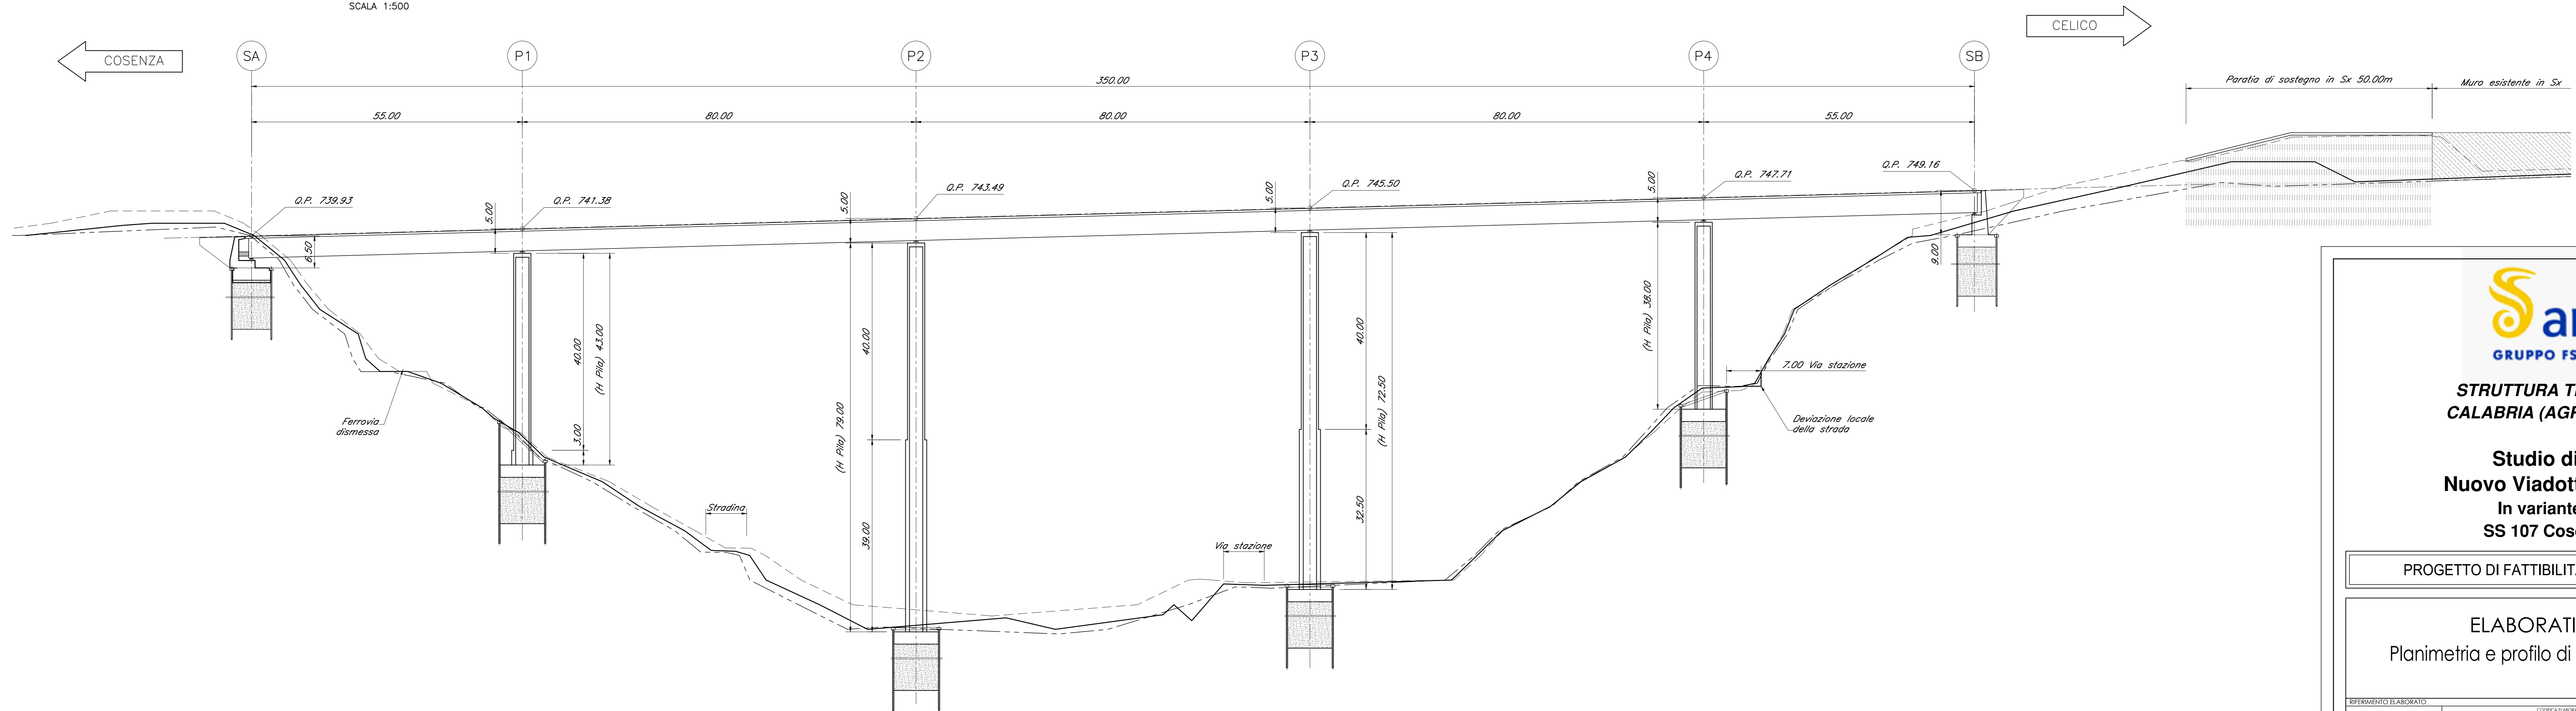 SCALA 1:500
COSENZA
CELICO
SA
P1
P2
P3
P4
SB
350.00
55.00
80.00
80.00
80.00
55.00
Paratia di sostegno in Sx 50.00m
Muro esistente in Sx
Q.P. 739.93
Q.P. 741.38
Q.P. 743.49
Q.P. 745.50
Q.P. 747.71
Q.P. 749.16
5.00
5.00
5.00
5.00
6.50
9.00
40.00
3.00
(H Pila) 43.00
(H Pila) 79.00
40.00
39.00
40.00
32.50
(H Pila) 72.50
(H Pila) 38.00
7.00 Via stazione
Deviazione locale
della strada
Ferrovia
dismessa
Stradina
Via stazione
GRUPPO FS
STRUTTURA
CALABRIA
Studio di
Nuovo
In variante
SS 107
PROGETTO DI
ELABORATI
Planimetria e profilo di
RIFERIMENTO ELABORATO